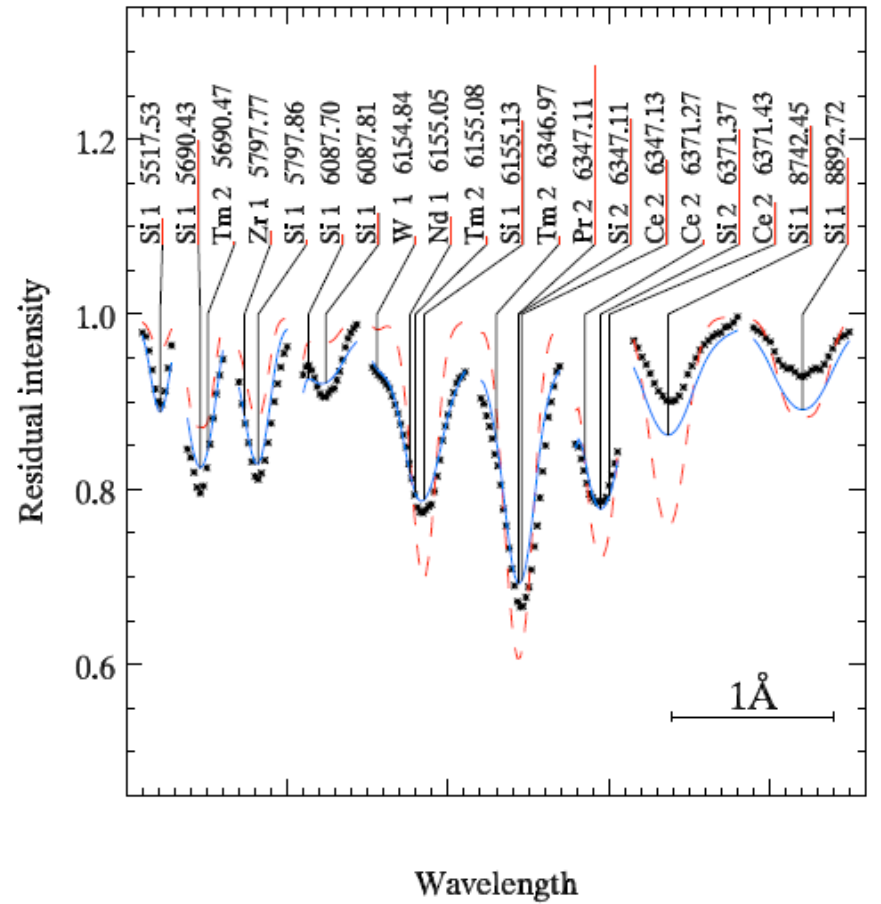 Si 1 5517.53
Si 1 5690.43
Tm 2 5690.47
Zr 1 5797.77
Si 1 5797.86
Si 1 6087.70
Si 1 6087.81
W 1 6154.84
Nd 1 6155.05
Tm 2 6155.08
Si 1 6155.13
Tm 2 6346.97
Pr 2 6347.11
Si 2 6347.11
Ce 2 6347.13
Ce 2 6371.27
Si 2 6371.37
Ce 2 6371.43
Si 1 8742.45
Si 1 8892.72
1.2
1.0
0.8
0.6
Residual intensity
1Å
Wavelength